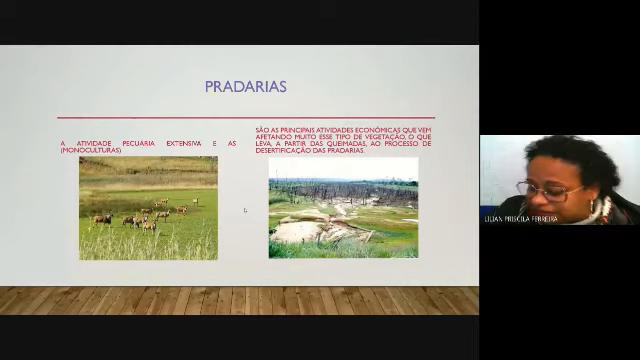 PRADARIAS
A ATIVIDADE PECUÁRIA EXTENSIVA E AS
(MONOCULTURAS)
SÃO AS PRINCIPAIS ATIVIDADES ECONÔMICAS QUE VEM
AFETANDO MUITO ESSE TIPO DE VEGETAÇÃO, O QUE
LEVA, A PARTIR DAS QUEIMADAS, AO PROCESSO DE
DESERTIFICAÇÃO DAS PRADARIAS.
LILIAN PRISCILA FERREIRA